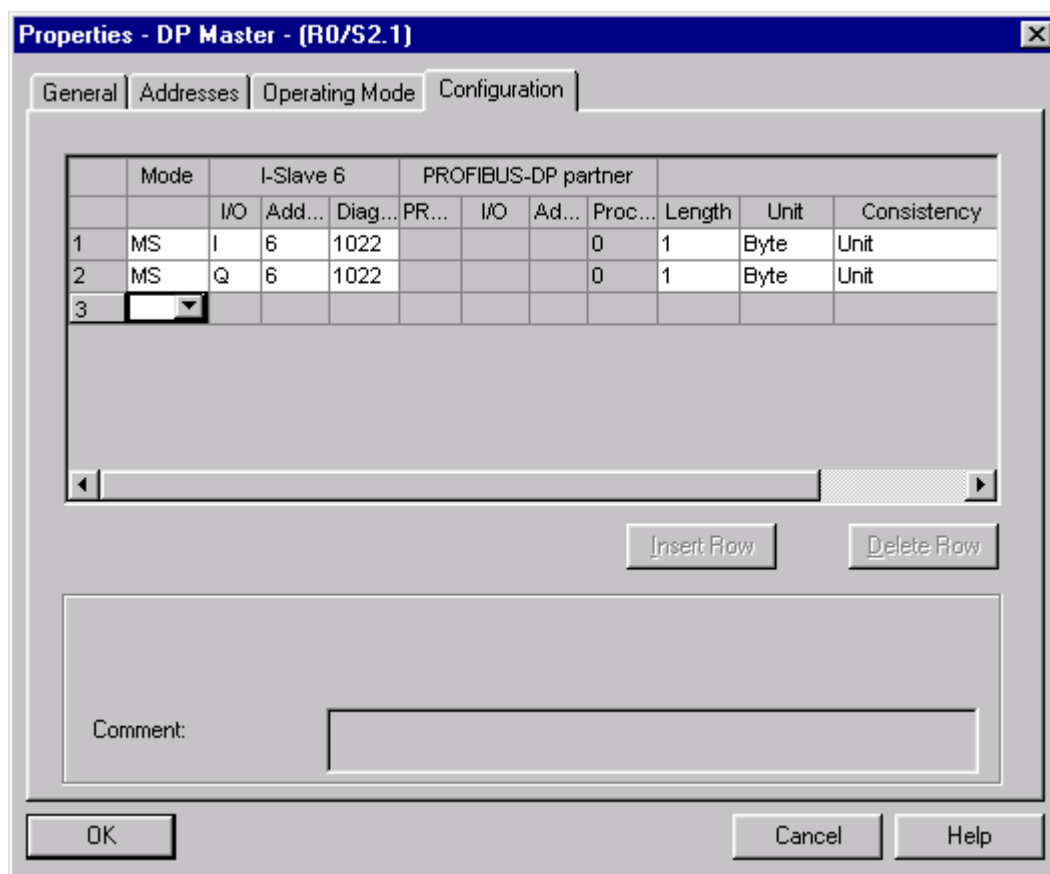 Properties - DP Master - (R0/S2.1)
General Addresses Operating Mode Configuration
Mode I-Slave 6 PROFIBUS-DP partner
I/O Add... Diag... PR... I/O Ad... Proc... Length Unit Consistency
1 MS I 6 1022 0 1 Byte Unit
2 MS Q 6 1022 0 1 Byte Unit
3
Insert Row Delete Row
Comment:
OK Cancel Help